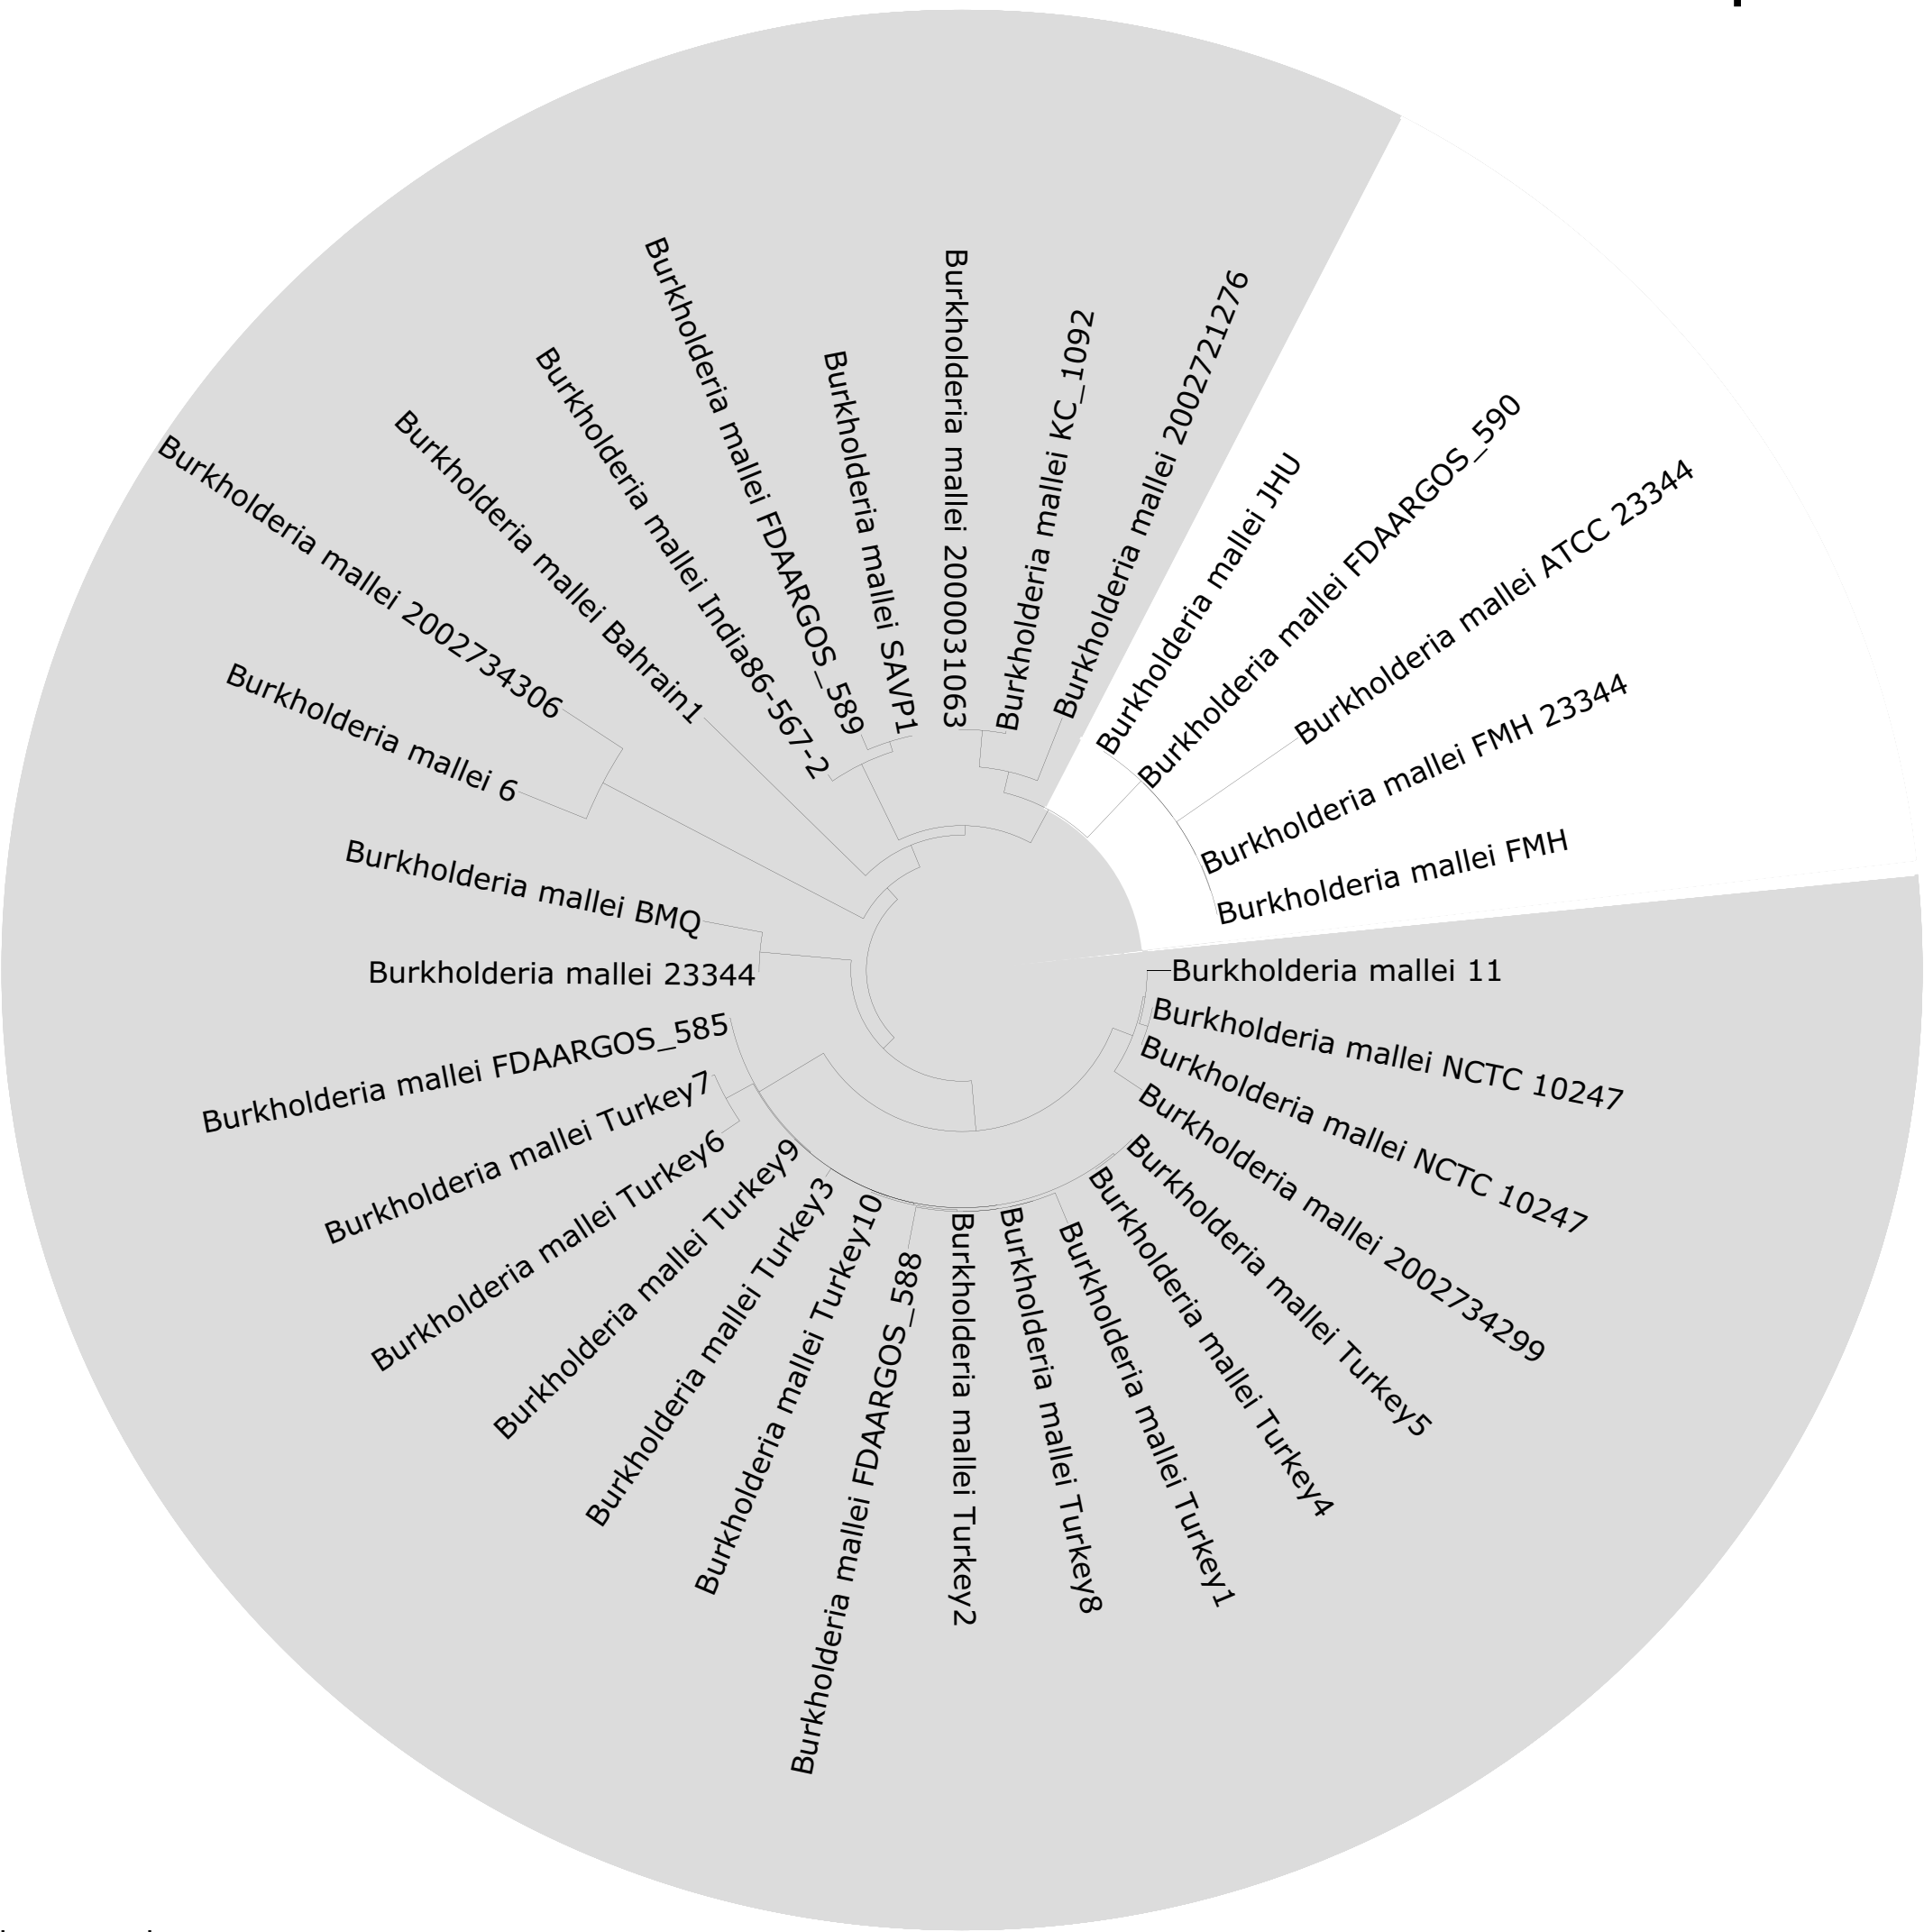 Burkholderia mallei 2000031063
Burkholderia mallei KC_1092
Burkholderia mallei 2002721276
Burkholderia mallei JHU
Burkholderia mallei FDAARGOS_590
Burkholderia mallei ATCC 23344
Burkholderia mallei FMH 23344
Burkholderia mallei FMH
Burkholderia mallei 11
Burkholderia mallei NCTC 10247
Burkholderia mallei NCTC 10247
Burkholderia mallei 2002734299
Burkholderia mallei Turkey5
Burkholderia mallei Turkey4
Burkholderia mallei Turkey1
Burkholderia mallei Turkey8
Burkholderia mallei Turkey2
Burkholderia mallei FDAARGOS_588
Burkholderia mallei Turkey10
Burkholderia mallei Turkey3
Burkholderia mallei Turkey9
Burkholderia mallei Turkey6
Burkholderia mallei Turkey7
Burkholderia mallei FDAARGOS_585
Burkholderia mallei 23344
Burkholderia mallei BMQ
Burkholderia mallei 6
Burkholderia mallei 2002734306
Burkholderia mallei Bahrain1
Burkholderia mallei India86-567-2
Burkholderia mallei FDAARGOS_589
Burkholderia mallei SAVP1